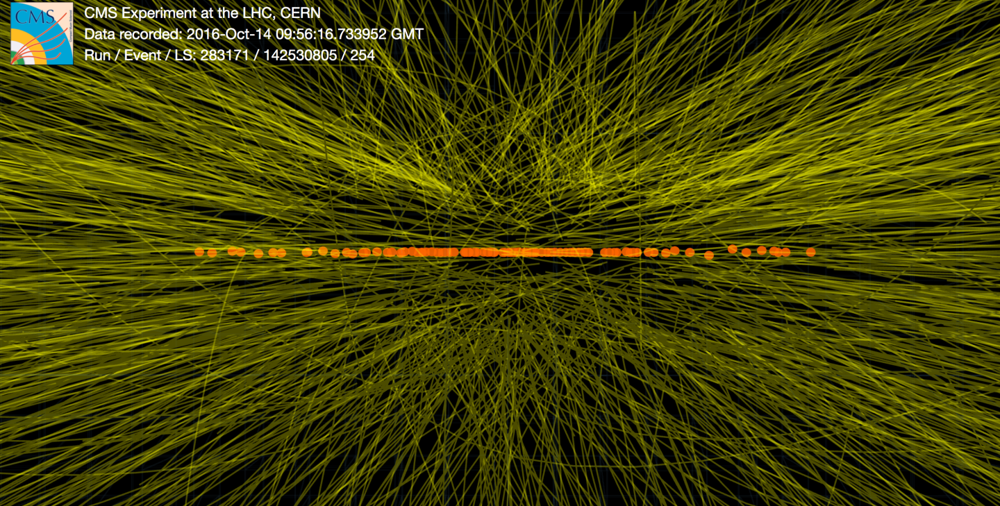 CMS
CMS Experiment at the LHC, CERN
Data recorded: 2016-Oct-14 09:56:16.733952 GMT
Run / Event / LS: 283171 / 142530805 / 254